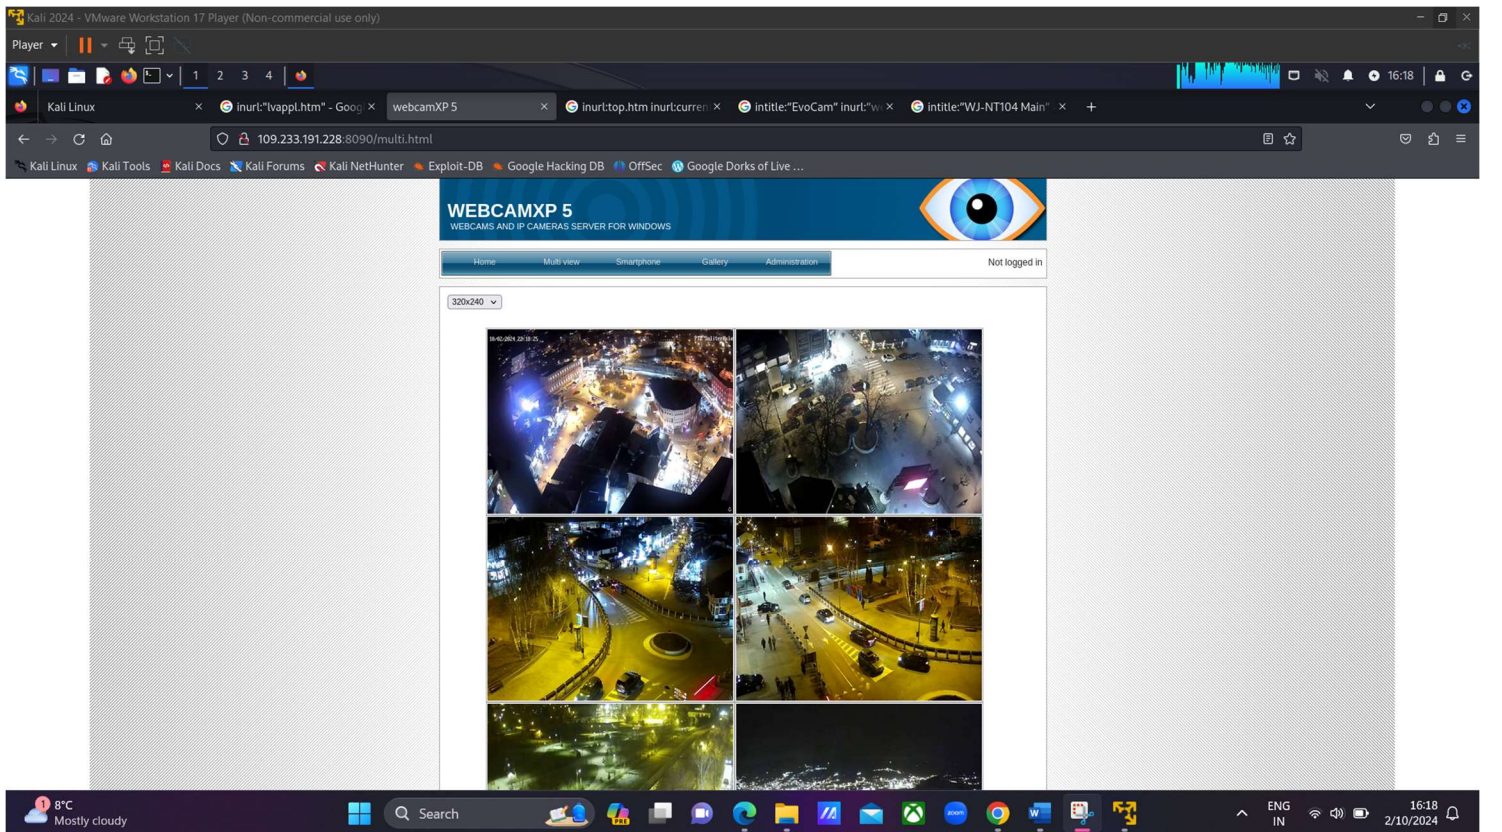 Kali 2024 - VMware Workstation 17 Player (Non-commercial use only)
Player
1 2 3 4
16:18
Kali Linux
inurl:"lvappl.htm" - Goog
webcamXP 5
inurl:top.htm inurl:curren
intitle:"EvoCam" inurl:"w
intitle:"WJ-NT104 Main"
109.233.191.228:8090/multi.html
Kali Linux Kali Tools Kali Docs Kali Forums Kali NetHunter Exploit-DB Google Hacking DB OffSec Google Dorks of Live ...
WEBCAMXP 5
WEBCAMS AND IP CAMERAS SERVER FOR WINDOWS
Home Multi view Smartphone Gallery Administration
Not logged in
320x240
1
8°C
Mostly cloudy
Search
PRE
zoom
ENG
IN
16:18
2/10/2024